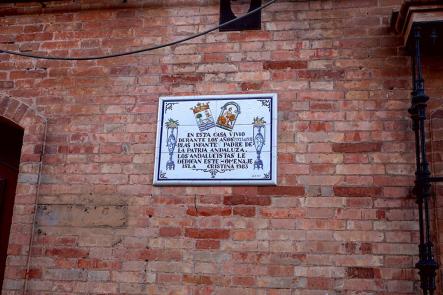 EN ESTA CASA VIVIO
DURANTE LOS AÑOS
BLAS INFANTE PADRE DE
LA PATRIA ANDALUZA.
LOS ANDALUCISTAS LE
DEDICAN ESTE OMENAJE
ISLA CRISTINA 1983